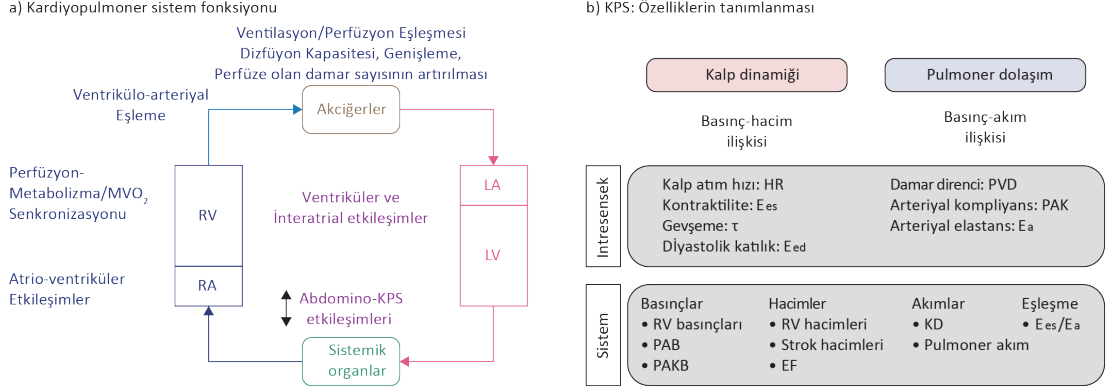 a) Kardiyopulmoner sistem fonksiyonu
Ventilasyon/Perfüzyon Eşleşmesi
Dizfüyon Kapasitesi, Genişleme,
Perfüze olan damar sayısının artırılması
Ventrikülo-arteriyal
Eşleme
Akciğerler
Perfüzyon-
Metabolizma/MVO₂
Senkronizasyonu
RV
Ventriküler ve
İnteratrial etkileşimler
LA
LV
Atrio-ventriküler
Etkileşimler
RA
Abdomino-KPS
etkileşimleri
Sistemik
organlar
b) KPS: Özelliklerin tanımlanması
Kalp dinamiği
Pulmoner dolaşım
Basınç-hacim
ilişkisi
Basınç-akım
ilişkisi
Intresensek
Kalp atım hızı: HR
Kontraktilite: Ees
Gevşeme: τ
Dİyastolik katılık: Eed
Damar direnci: PVD
Arteriyal kompliyans: PAK
Arteriyal elastans: Ea
Sistem
Basınçlar
• RV basınçları
• PAB
• PAKB
Hacimler
• RV hacimleri
• Strok hacimleri
• EF
Akımlar
• KD
• Pulmoner akım
Eşleşme
• Ees/Ea